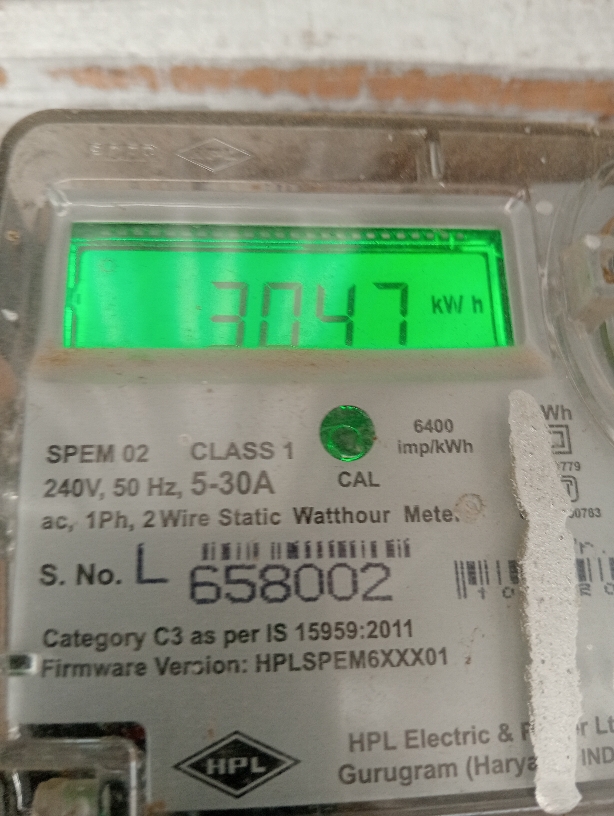 3047 kWh
6400
imp/kWh
CAL
SPEM 02 CLASS 1
240V, 50 Hz, 5-30A
ac, 1Ph, 2 Wire Static Watthour
Wh
S. No. L 658002
Category C3 as per IS 15959:2011
Firmware Version: HPLSPEM6XXX01
HPL
HPL Electric &
Gurugram